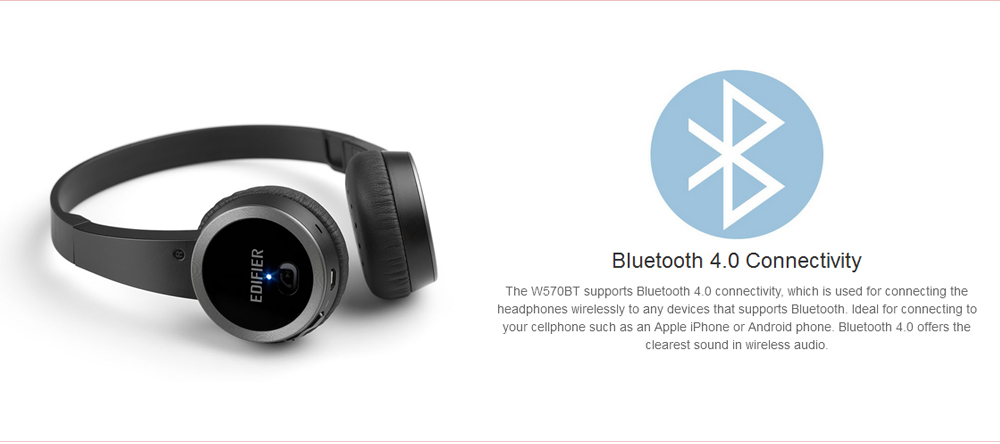 EDIFIER
Bluetooth 4.0 Connectivity
The W570BT supports Bluetooth 4.0 connectivity, which is used for connecting the
headphones wirelessly to any devices that supports Bluetooth. Ideal for connecting to
your cellphone such as an Apple iPhone or Android phone. Bluetooth 4.0 offers the
clearest sound in wireless audio.